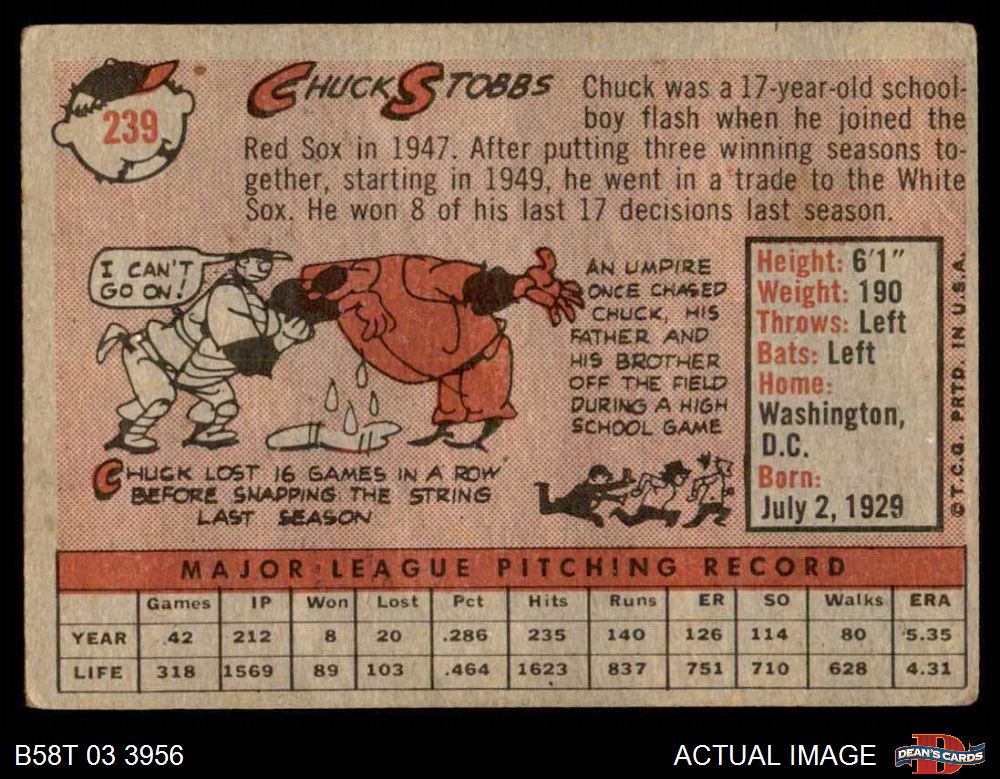 239
CHUCK STOBBS
Chuck was a 17-year-old school-
boy flash when he joined the
Red Sox in 1947. After putting three winning seasons to-
gether, starting in 1949, he went in a trade to the White
Sox. He won 8 of his last 17 decisions last season.
I CAN'T
GO ON!
CHUCK LOST 16 GAMES IN A ROW
BEFORE SNAPPING THE STRING
LAST SEASON
AN UMPIRE
ONCE CHASED
CHUCK, HIS
FATHER AND
HIS BROTHER
OFF THE FIELD
DURING A HIGH
SCHOOL GAME
Height: 6'1"
Weight: 190
Throws: Left
Bats: Left
Home:
Washington,
D.C.
Born:
July 2, 1929
© T.C.G. PRTD. IN U.S.A.
MAJOR LEAGUE PITCHING RECORD
Games IP Won Lost Pct Hits Runs ER SO Walks ERA
YEAR 42 212 8 20 .286 235 140 126 114 80 5.35
LIFE 318 1569 89 103 .464 1623 837 751 710 628 4.31
B58T 03 3956
ACTUAL IMAGE
DEAN'S CARDS